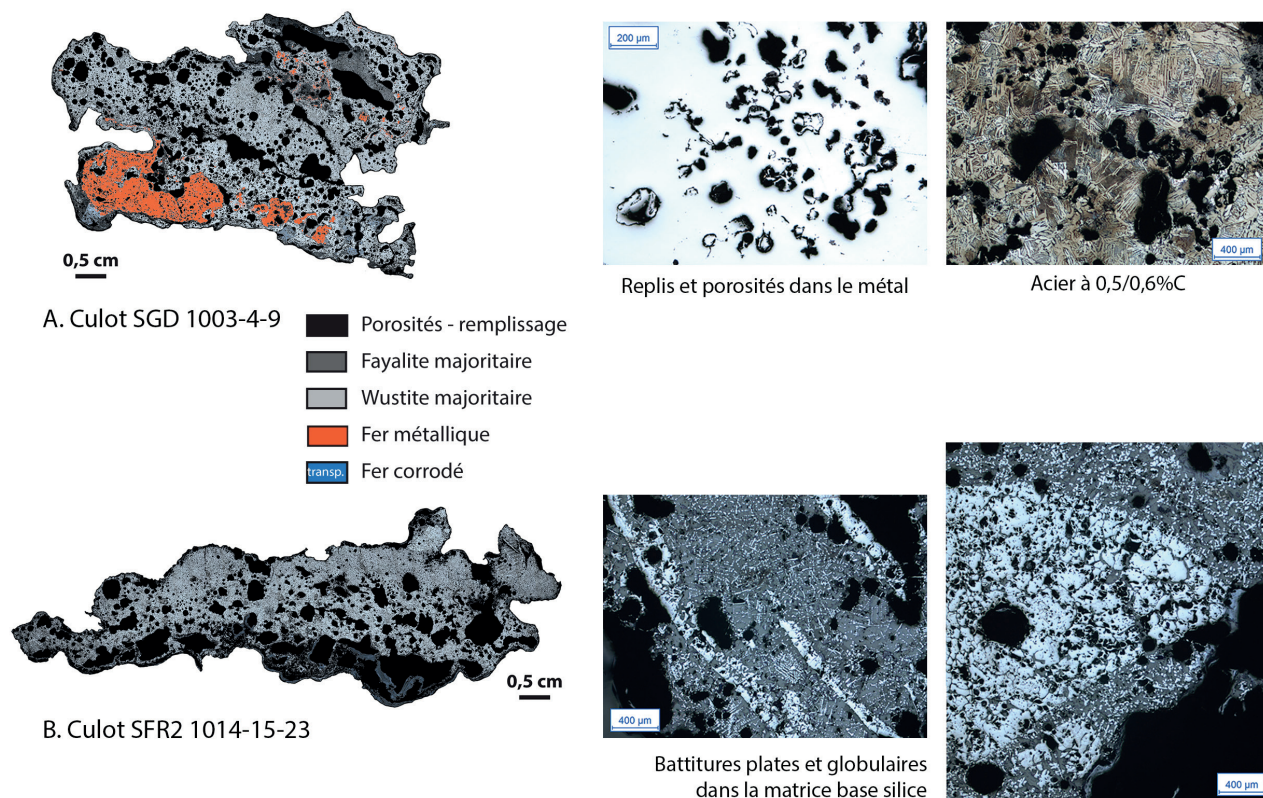 0,5 cm
A. Culot SGD 1003-4-9
200 µm
Replis et porosités dans le métal
400 µm
Acier à 0,5/0,6%C
Porosités - remplissage
Fayalite majoritaire
Wustite majoritaire
Fer métallique
transp.
Fer corrodé
0,5 cm
B. Culot SFR2 1014-15-23
400 µm
Battitures plates et globulaires
dans la matrice base silice
400 µm